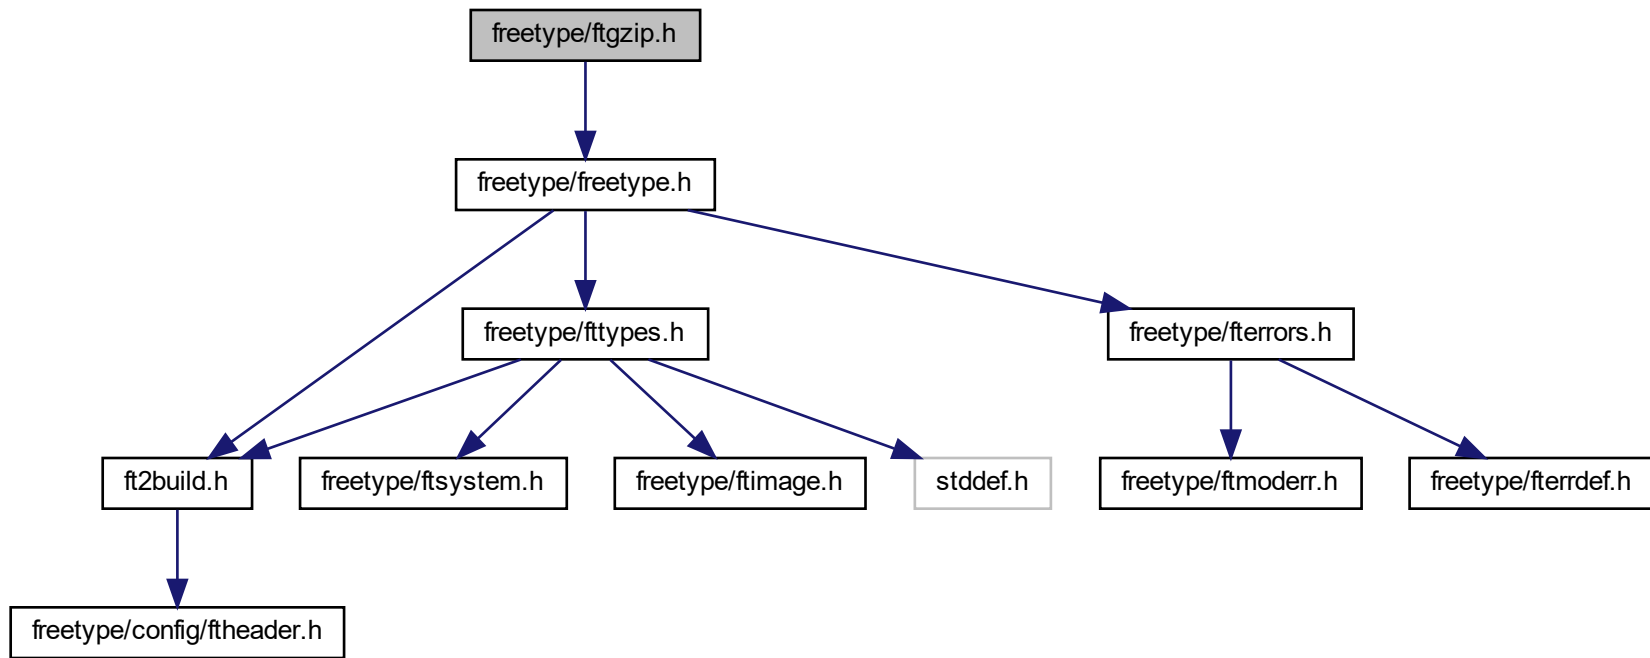 freetype/ftgzip.h
freetype/freetype.h
freetype/fttypes.h
freetype/fterrors.h
ft2build.h
freetype/ftsystem.h
freetype/ftimage.h
stddef.h
freetype/ftmoderr.h
freetype/fterrdef.h
freetype/config/ftheader.h